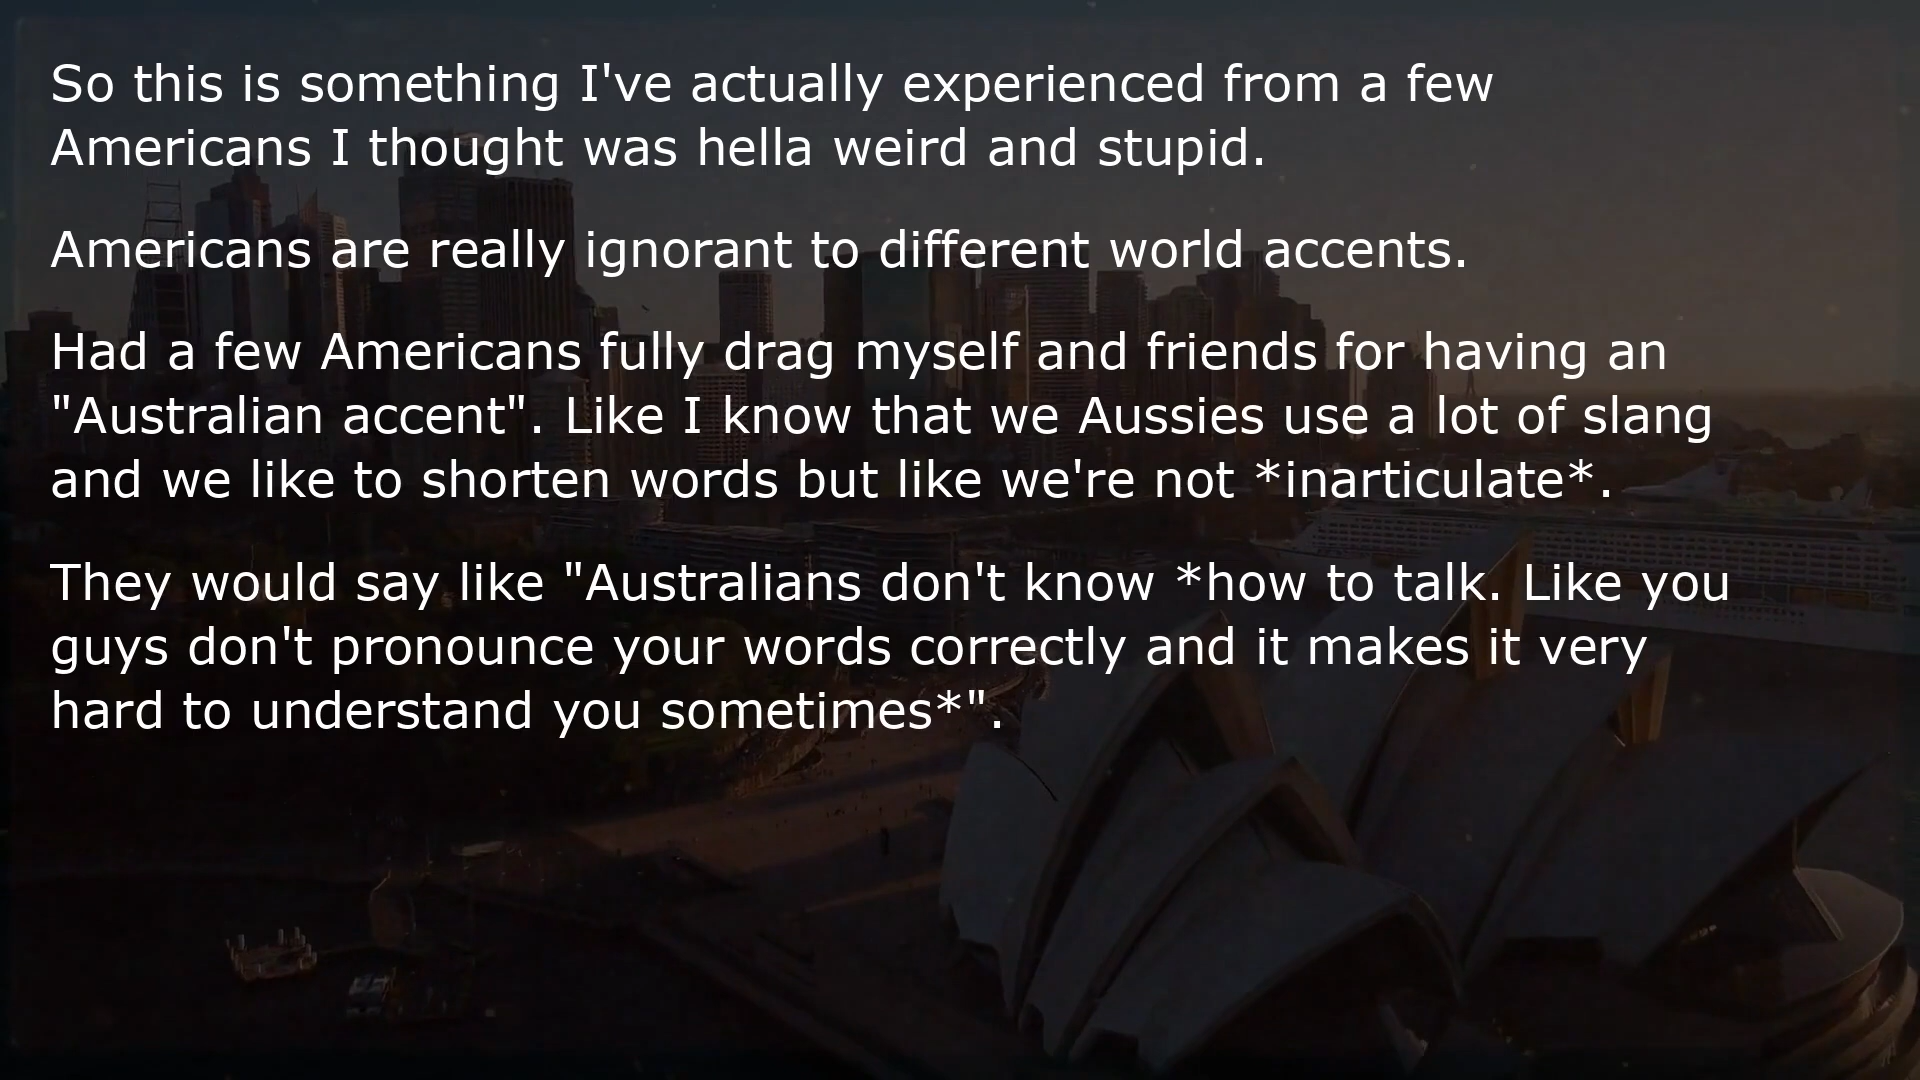 So this is something I've actually experienced from a few
Americans I thought was hella weird and stupid.
Americans are really ignorant to different world accents.
Had a few Americans fully drag myself and friends for having an
"Australian accent". Like I know that we Aussies use a lot of slang
and we like to shorten words but like we're not *inarticulate*.
They would say like "Australians don't know *how to talk. Like you
guys don't pronounce your words correctly and it makes it very
hard to understand you sometimes*".